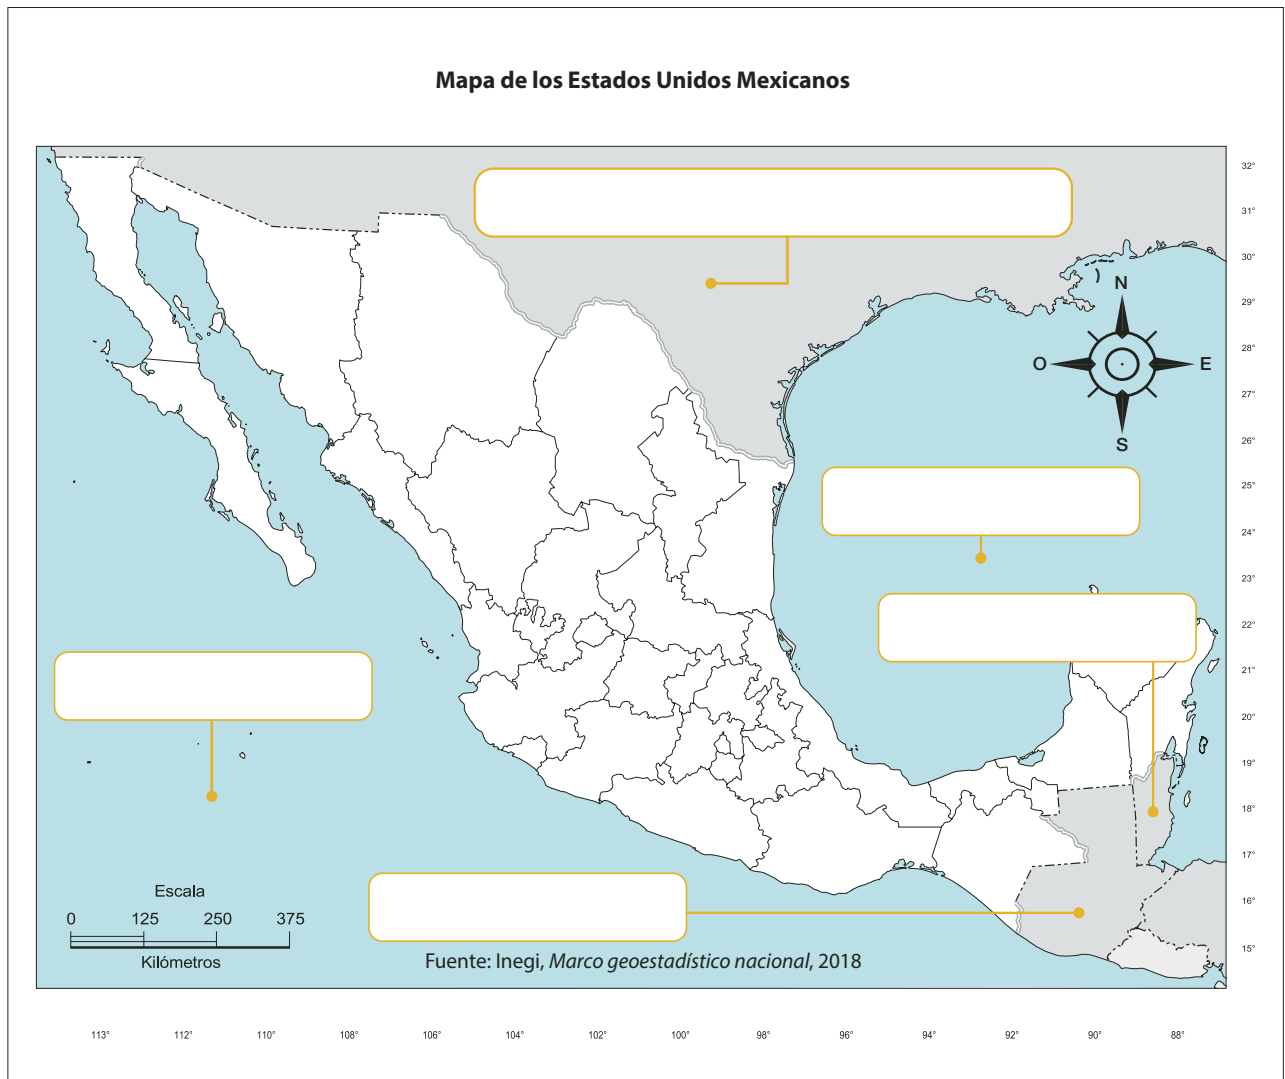 Mapa de los Estados Unidos Mexicanos
32°
31°
30°
29°
28°
27°
26°
25°
24°
23°
22°
21°
20°
19°
18°
17°
16°
15°
N
O
E
S
Escala
0 125 250 375
Kilómetros
Fuente: Inegi, Marco geoestadístico nacional, 2018
113° 112° 110° 108° 106° 104° 102° 100° 98° 96° 94° 92° 90° 88°